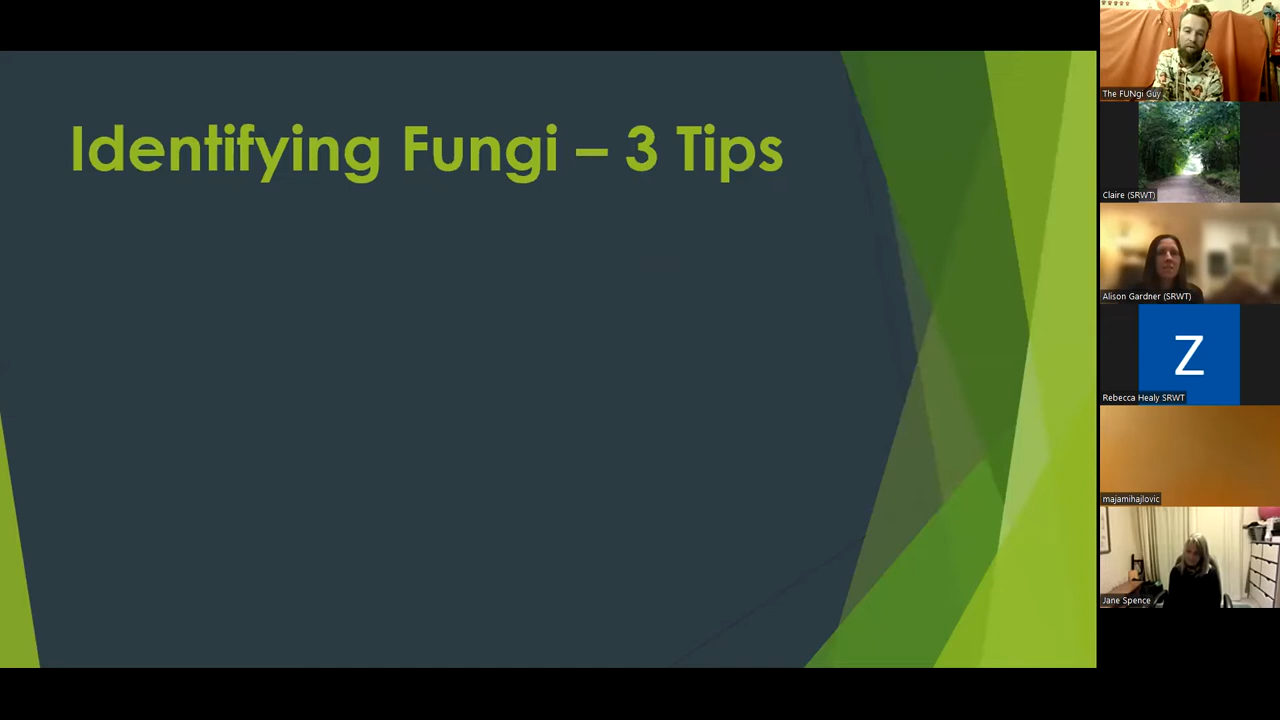 Identifying Fungi – 3 Tips
The FUNgi Guy
Claire (SRWT)
Alison Gardner (SRWT)
Z
Rebecca Healy SRWT
majamihajlovic
Jane Spence